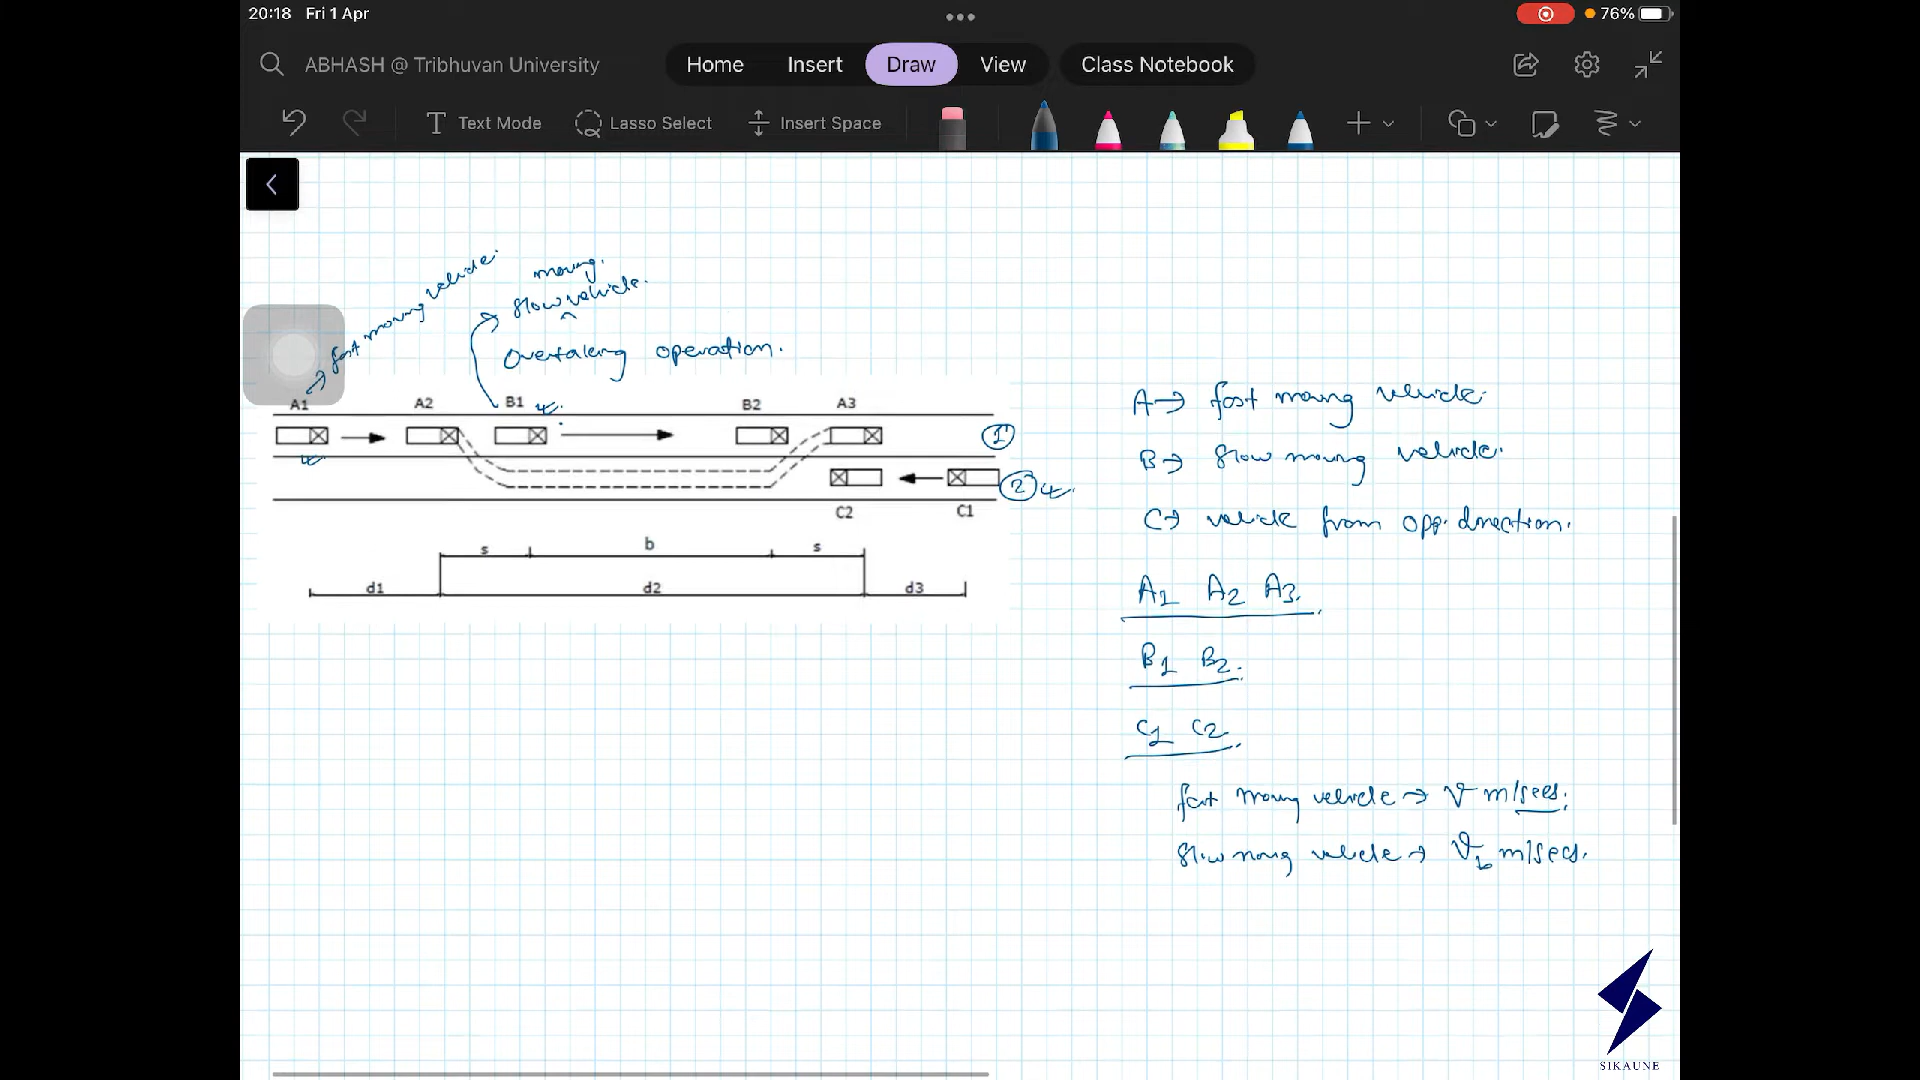 20:18 Fri 1 Apr
76%
ABHASH @ Tribhuvan University
Home Insert Draw View Class Notebook
Text Mode Lasso Select Insert Space
fast moving vehicle.
moving.
slow vehicle.
Overtaking operation.
A1 A2 B1 B2 A3
1
2
C2 C1
s b s
d1 d2 d3
A → fast moving vehicle.
B → slow moving vehicle.
C → vehicle from opp. direction.
A1 A2 A3.
B1 B2.
C1 C2.
fast moving vehicle → V m/secs.
slow moving vehicle → Vb m/secs.
SIKAUNE